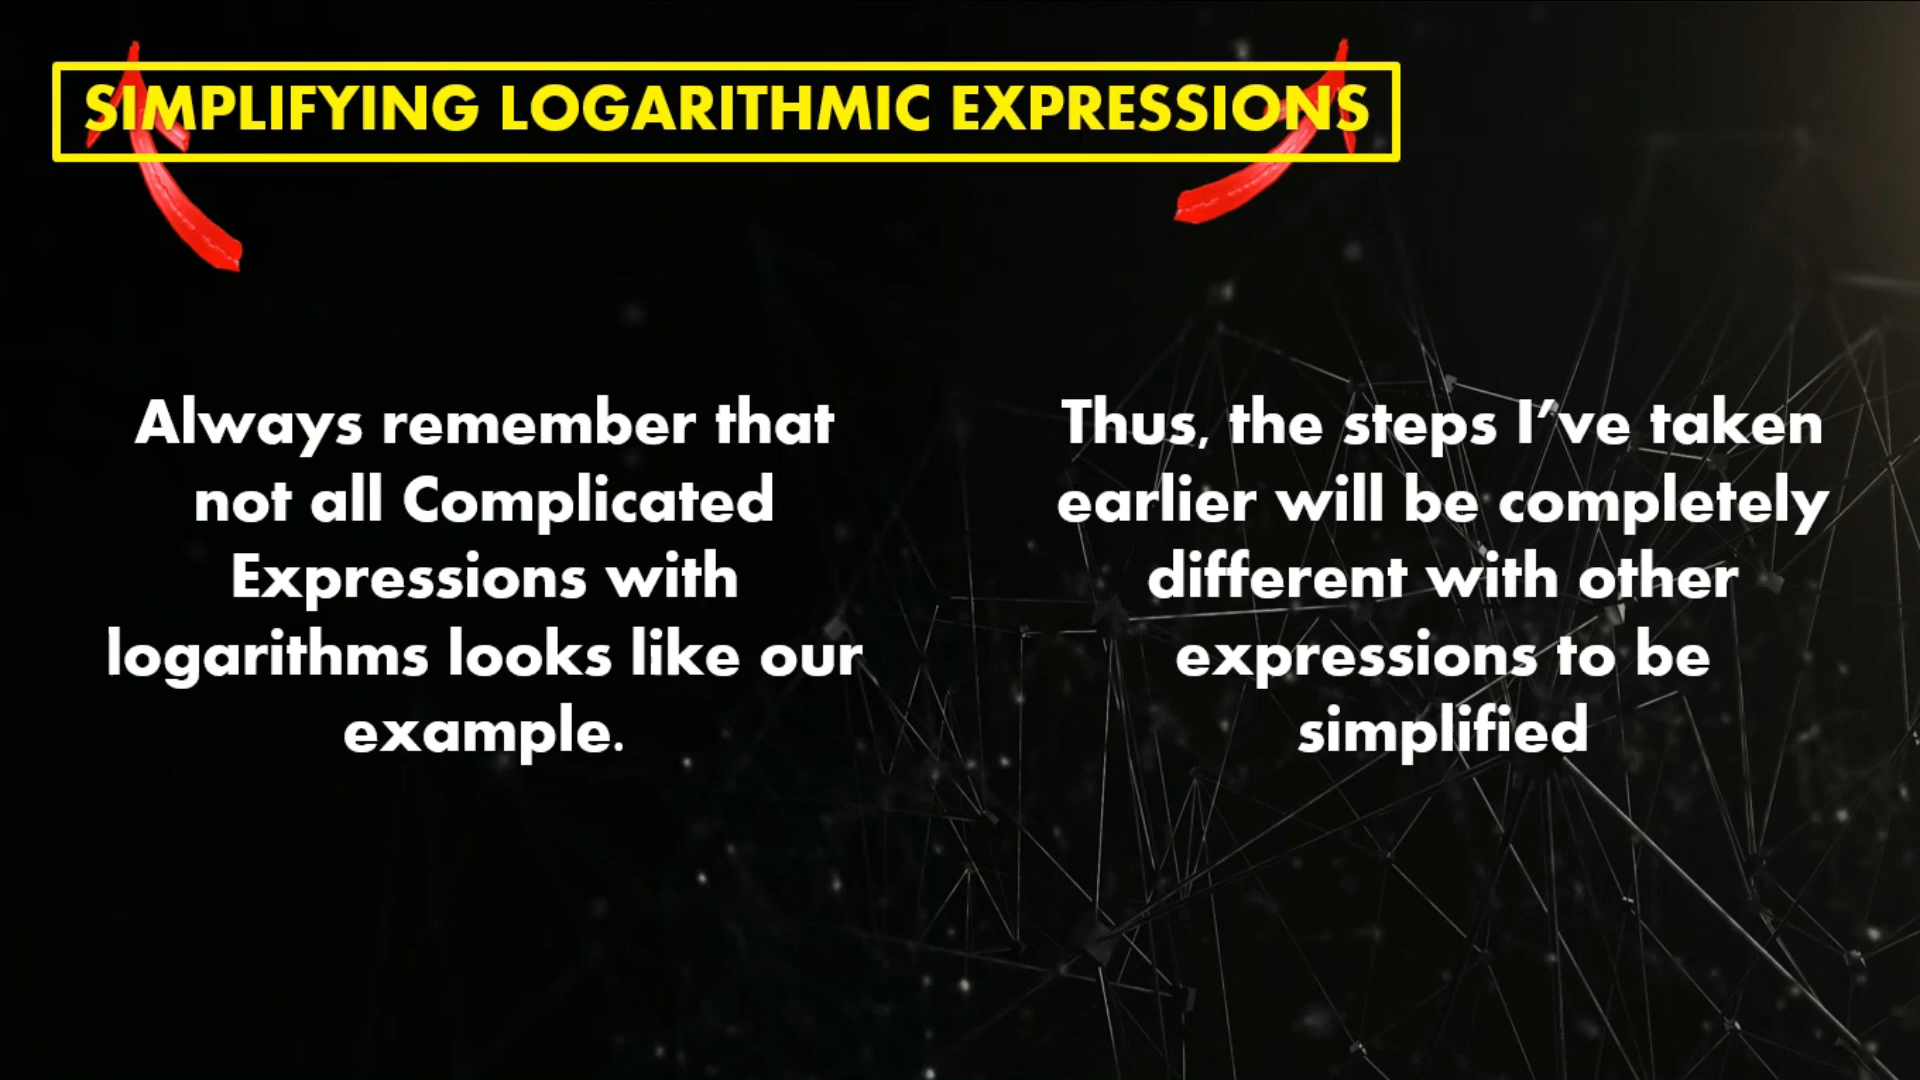 SIMPLIFYING LOGARITHMIC EXPRESSIONS
Always remember that
not all Complicated
Expressions with
logarithms looks like our
example.
Thus, the steps I’ve taken
earlier will be completely
different with other
expressions to be
simplified